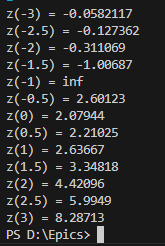 z(-3) = -0.0582117
z(-2.5) = -0.127362
z(-2) = -0.311069
z(-1.5) = -1.00687
z(-1) = inf
z(-0.5) = 2.60123
z(0) = 2.07944
z(0.5) = 2.21025
z(1) = 2.63667
z(1.5) = 3.34818
z(2) = 4.42096
z(2.5) = 5.9949
z(3) = 8.28713
PS D:\Epics>